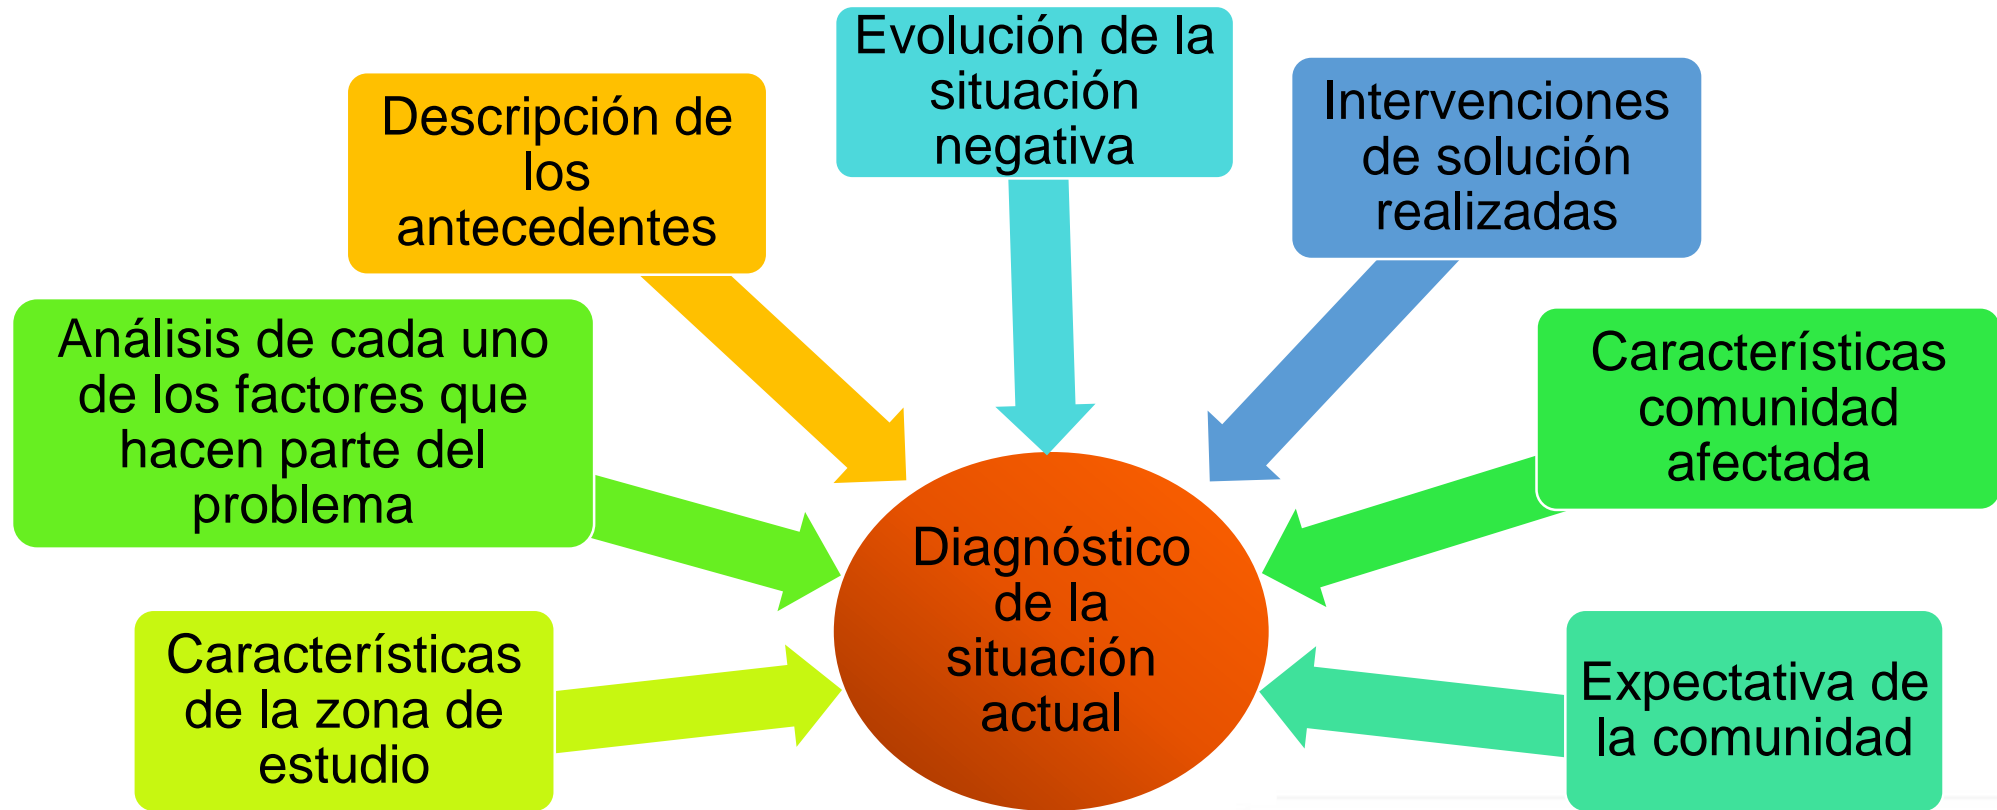 Evolución de la
situación
negativa
Descripción de
los
antecedentes
Intervenciones
de solución
realizadas
Análisis de cada uno
de los factores que
hacen parte del
problema
Características
comunidad
afectada
Diagnóstico
de la
situación
actual
Características
de la zona de
estudio
Expectativa de
la comunidad